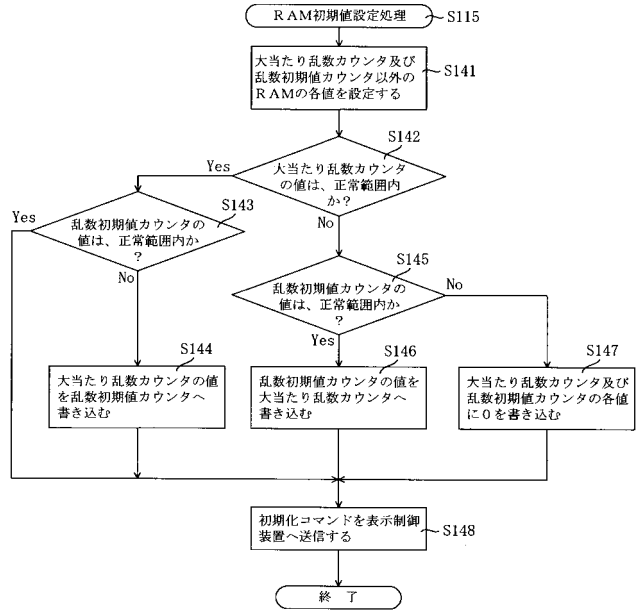 RAM初期値設定処理
S115
大当たり乱数カウンタ及び
乱数初期値カウンタ以外の
RAMの各値を設定する
S141
S142
大当たり乱数カウンタ
の値は、正常範囲内
か?
Yes
No
S143
乱数初期値カウンタの
値は、正常範囲内か
?
Yes
No
S145
乱数初期値カウンタの
値は、正常範囲内か
?
No
Yes
S144
大当たり乱数カウンタの値
を乱数初期値カウンタへ
書き込む
S146
乱数初期値カウンタの値を
大当たり乱数カウンタへ
書き込む
S147
大当たり乱数カウンタ及び
乱数初期値カウンタの各値
に0を書き込む
初期化コマンドを表示制御
装置へ送信する
S148
終 了